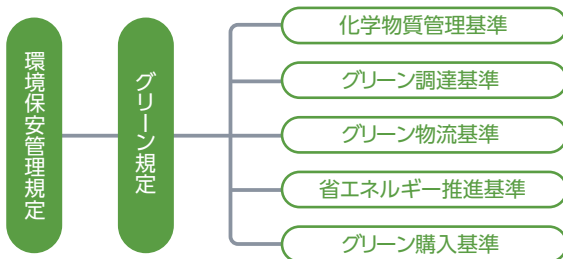 環境保安管理規定
グリーン規定
化学物質管理基準
グリーン調達基準
グリーン物流基準
省エネルギー推進基準
グリーン購入基準